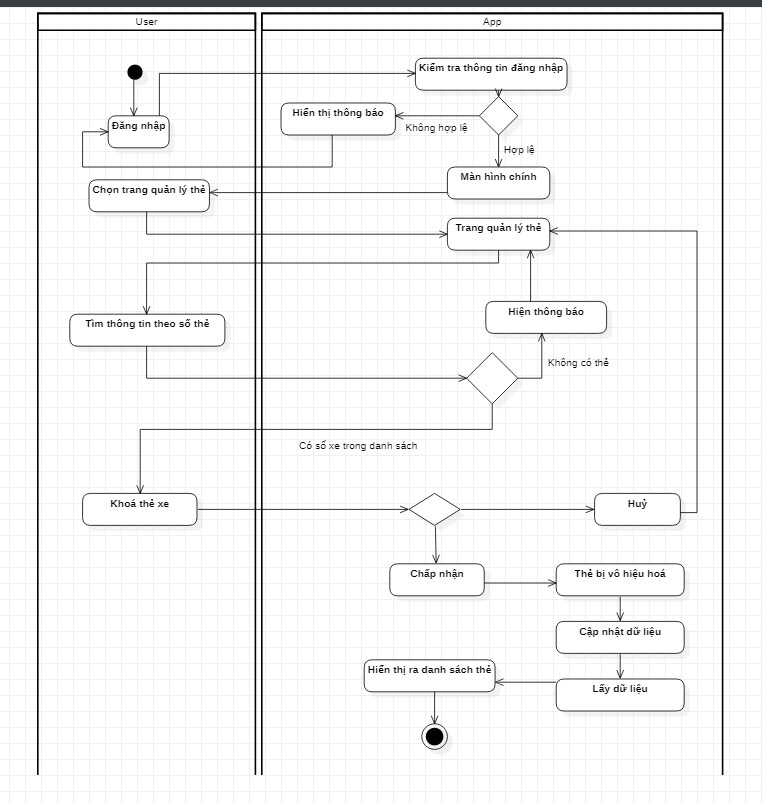 User
App
Kiểm tra thông tin đăng nhập
Hiển thị thông báo
Đăng nhập
Không hợp lệ
Hợp lệ
Màn hình chính
Chọn trang quản lý thẻ
Trang quản lý thẻ
Hiện thông báo
Tìm thông tin theo số thẻ
Không có thẻ
Có số xe trong danh sách
Khoá thẻ xe
Huỷ
Chấp nhận
Thẻ bị vô hiệu hoá
Cập nhật dữ liệu
Hiển thị ra danh sách thẻ
Lấy dữ liệu